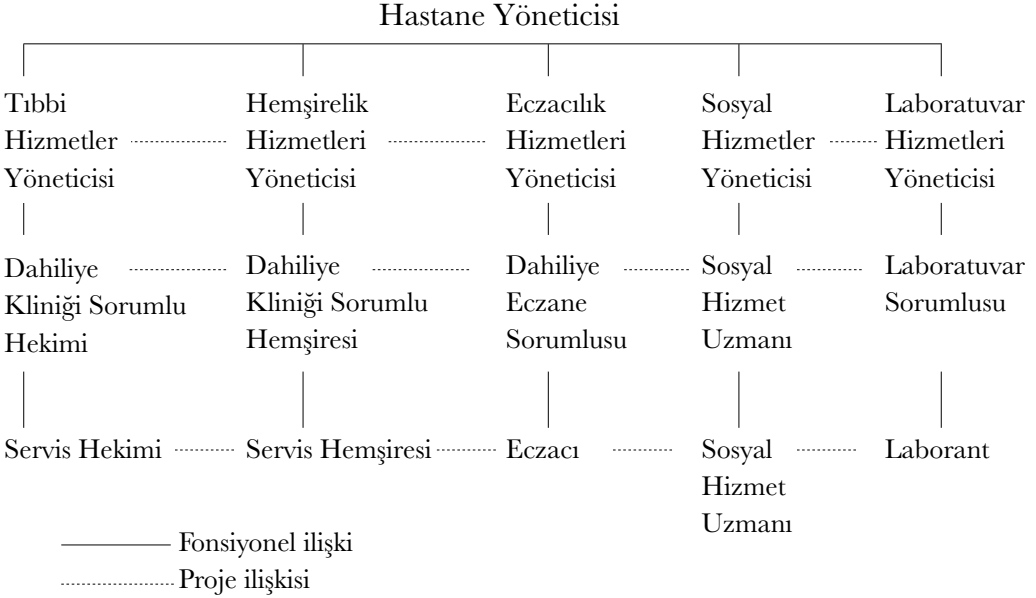 Hastane Yöneticisi
Tıbbi
Hizmetler
Yöneticisi
Hemşirelik
Hizmetleri
Yöneticisi
Eczacılık
Hizmetleri
Yöneticisi
Sosyal
Hizmetler
Yöneticisi
Laboratuvar
Hizmetleri
Yöneticisi
Dahiliye
Kliniği Sorumlu
Hekimi
Dahiliye
Kliniği Sorumlu
Hemşiresi
Dahiliye
Eczane
Sorumlusu
Sosyal
Hizmet
Uzmanı
Laboratuvar
Sorumlusu
Servis Hekimi
Servis Hemşiresi
Eczacı
Sosyal
Hizmet
Uzmanı
Laborant
Fonsiyonel ilişki
Proje ilişkisi